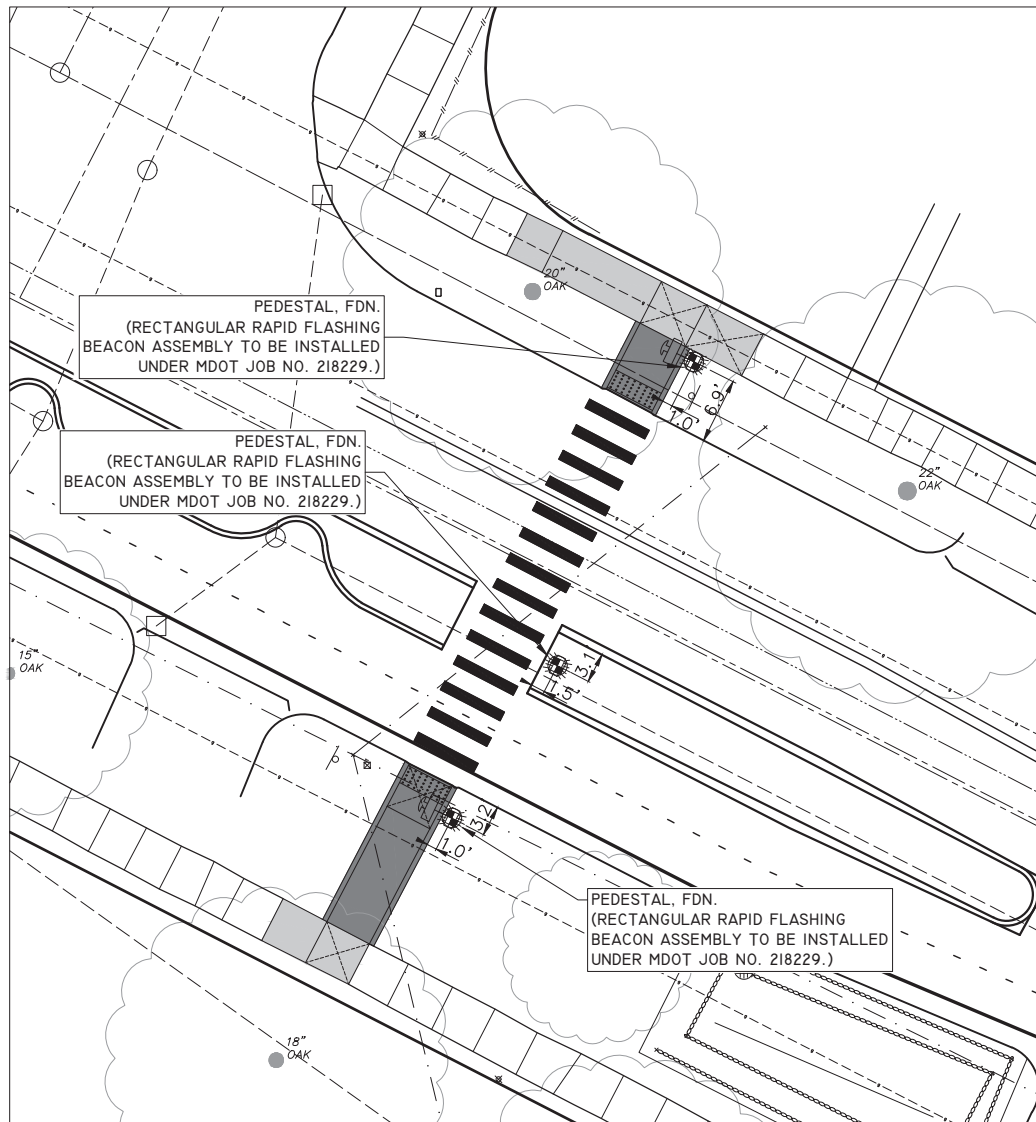 20"
OAK
PEDESTAL, FDN.
(RECTANGULAR RAPID FLASHING
BEACON ASSEMBLY TO BE INSTALLED
UNDER MDOT JOB NO. 218229.)
6.9'
1.0'
PEDESTAL, FDN.
(RECTANGULAR RAPID FLASHING
BEACON ASSEMBLY TO BE INSTALLED
UNDER MDOT JOB NO. 218229.)
22"
OAK
15"
OAK
3.1
1.5'
3.2
1.0'
PEDESTAL, FDN.
(RECTANGULAR RAPID FLASHING
BEACON ASSEMBLY TO BE INSTALLED
UNDER MDOT JOB NO. 218229.)
18"
OAK